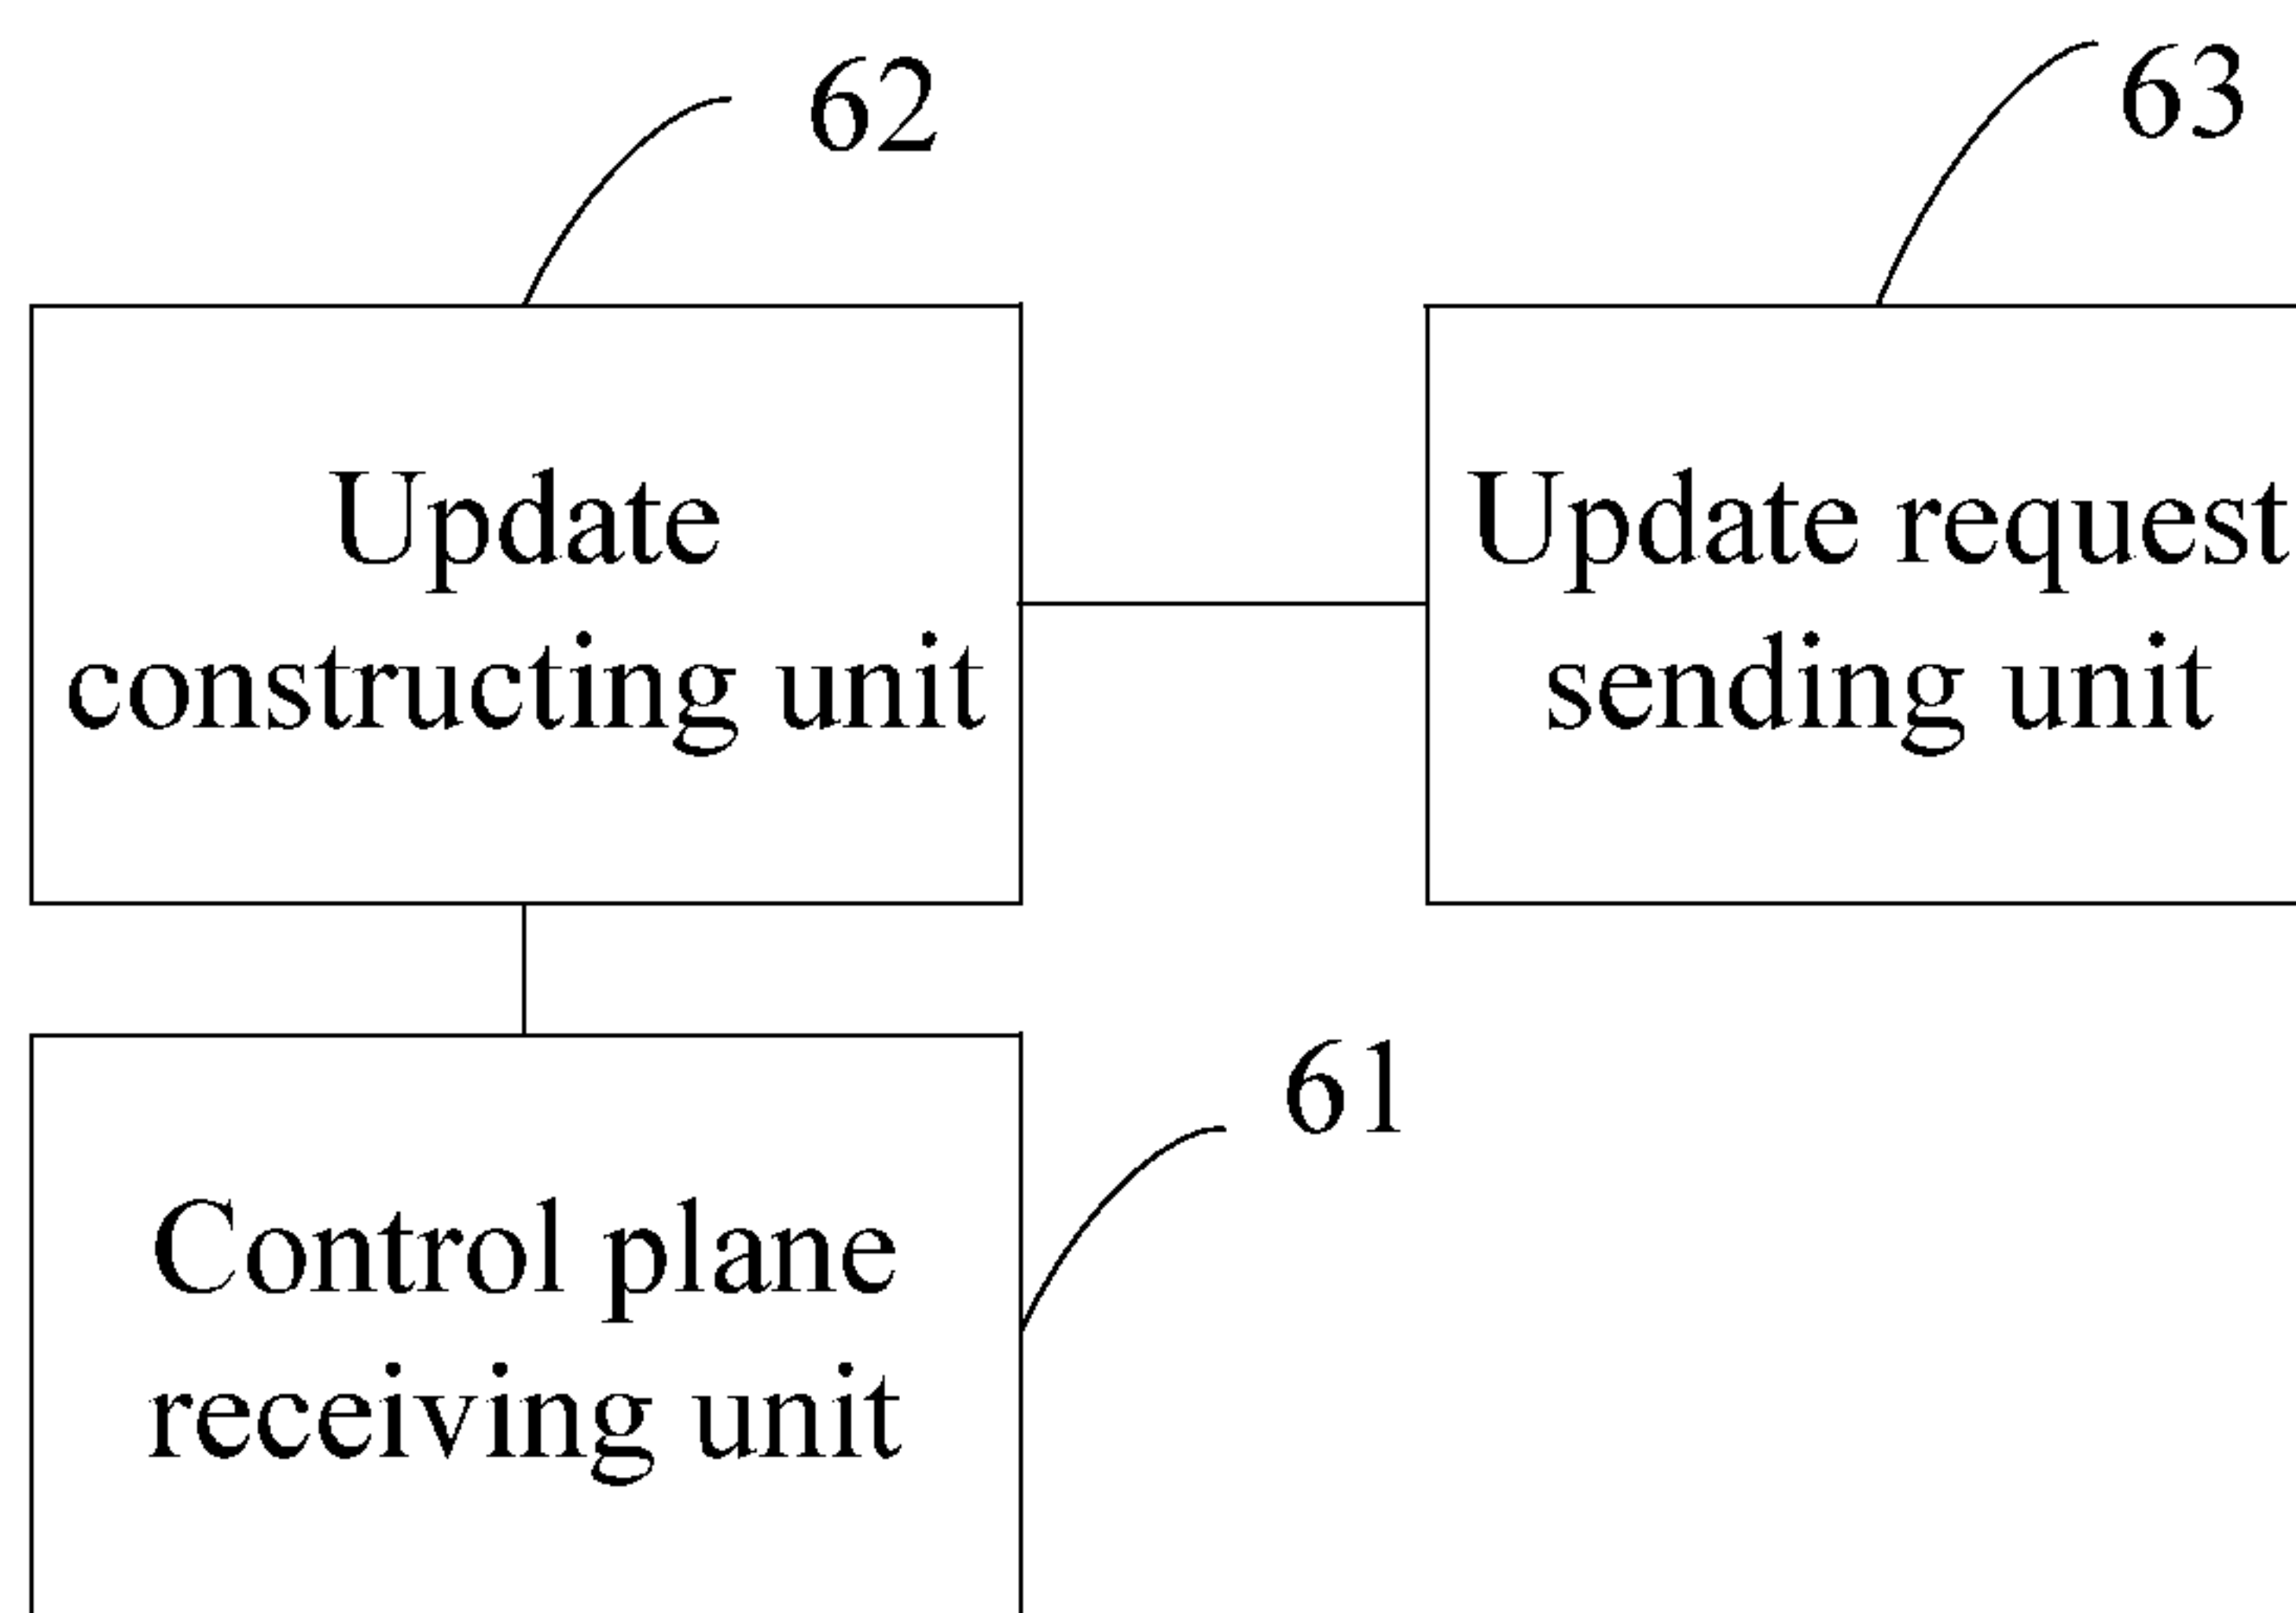 62
63
Update
constructing unit
Update request
sending unit
61
Control plane
receiving unit